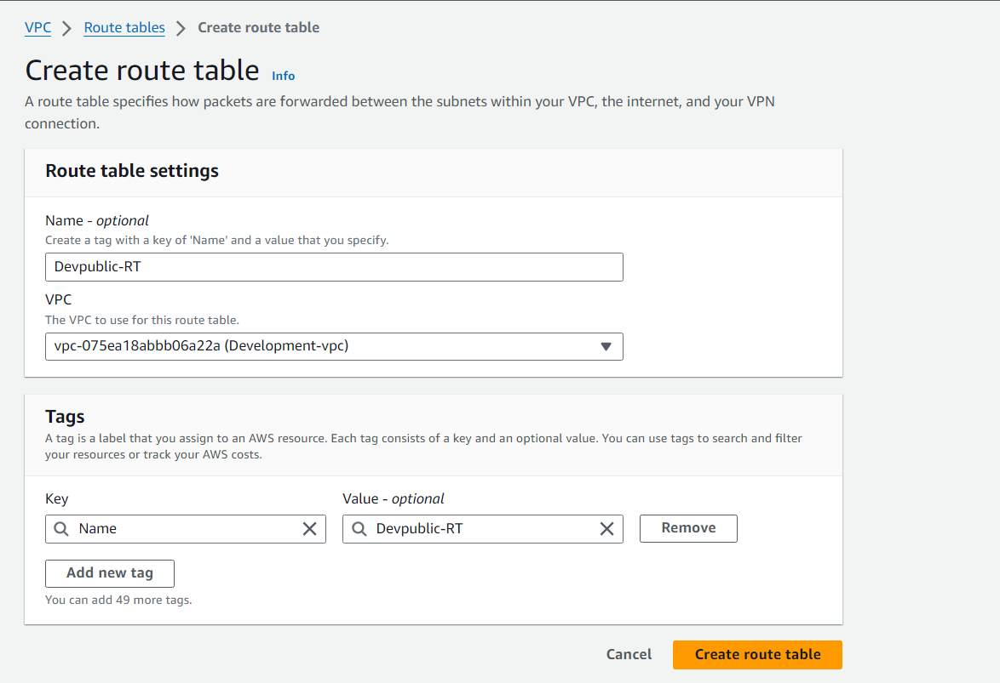 VPC > Route tables > Create route table
Create route table Info
A route table specifies how packets are forwarded between the subnets within your VPC, the internet, and your VPN
connection.
Route table settings
Name - optional
Create a tag with a key of 'Name' and a value that you specify.
Devpublic-RT
VPC
The VPC to use for this route table.
vpc-075ea18abbb06a22a (Development-vpc)
Tags
A tag is a label that you assign to an AWS resource. Each tag consists of a key and an optional value. You can use tags to search and filter
your resources or track your AWS costs.
Key Value - optional
Name Devpublic-RT Remove
Add new tag
You can add 49 more tags.
Cancel Create route table